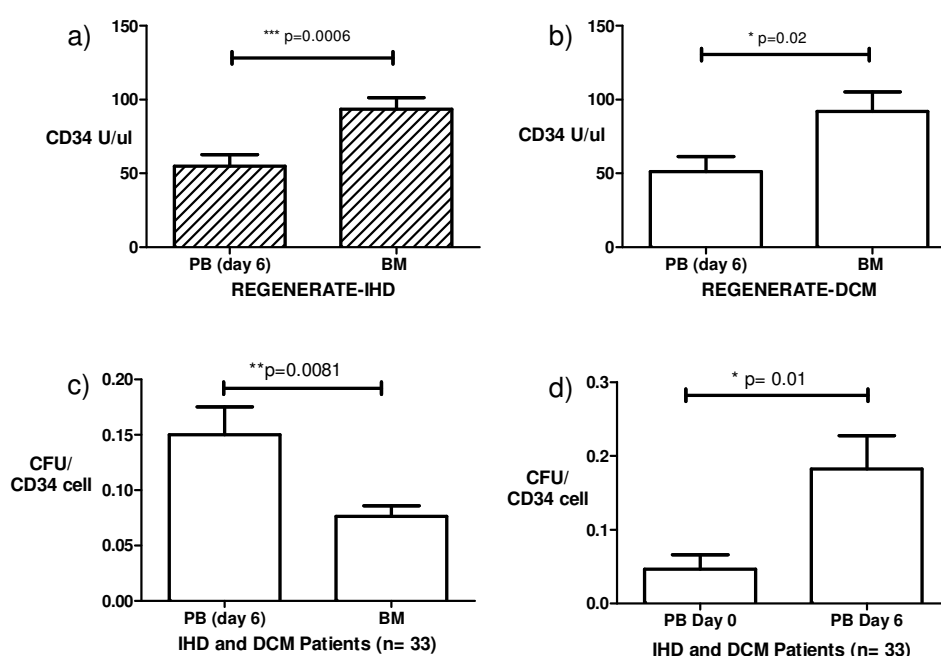 a)
*** p=0.0006
150
100
50
0
CD34 U/ul
PB (day 6) BM
REGENERATE-IHD
b)
* p=0.02
150
100
50
0
CD34 U/ul
PB (day 6) BM
REGENERATE-DCM
c)
**p=0.0081
0.20
0.15
0.10
0.05
0.00
CFU/
CD34 cell
PB (day 6) BM
IHD and DCM Patients (n= 33)
d)
* p= 0.01
0.3
0.2
0.1
0.0
CFU/
CD34 cell
PB Day 0 PB Day 6
IHD and DCM Patients (n= 33)